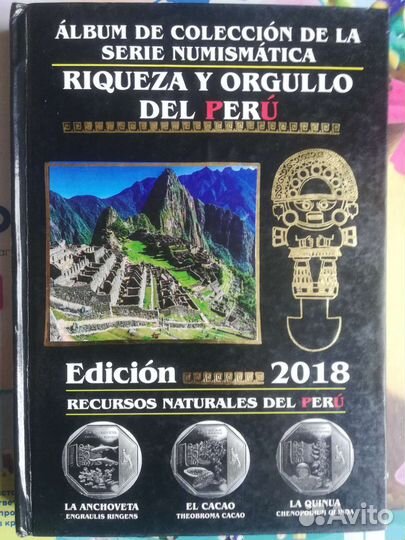 ÁLBUM DE COLECCIÓN DE LA
SERIE NUMISMÁTICA
RIQUEZA Y ORGULLO
DEL PERÚ
Edición 2018
RECURSOS NATURALES DEL PERÚ
LA ANCHOVETA
ENGRAULIS RINGENS
EL CACAO
THEOBROMA CACAO
LA QUINUA
CHENOPODIUM QUINOA
Avito